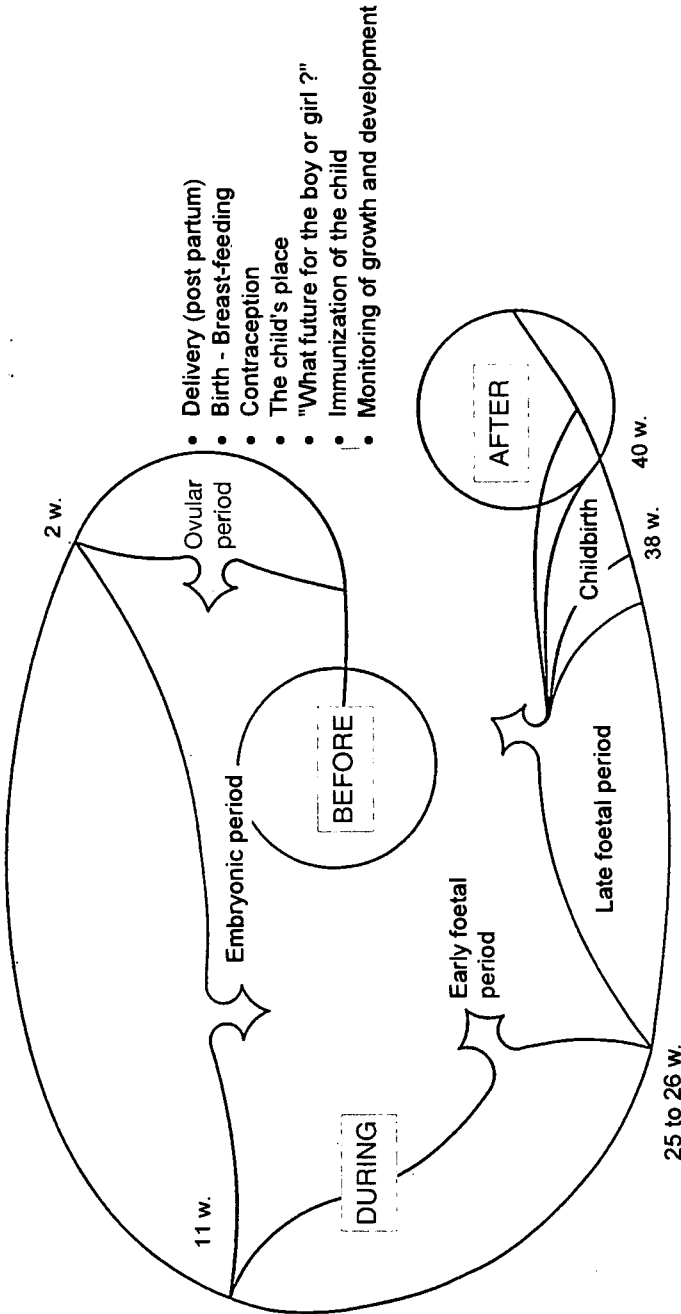 2 w.
Ovular
period
• Delivery (post partum)
• Birth - Breast-feeding
• Contraception
• The child's place
• "What future for the boy or girl ?"
• Immunization of the child
• Monitoring of growth and development
Embryonic period
BEFORE
11 w.
DURING
Early foetal
period
25 to 26 w.
Late foetal period
Childbirth
38 w.
40 w.
AFTER